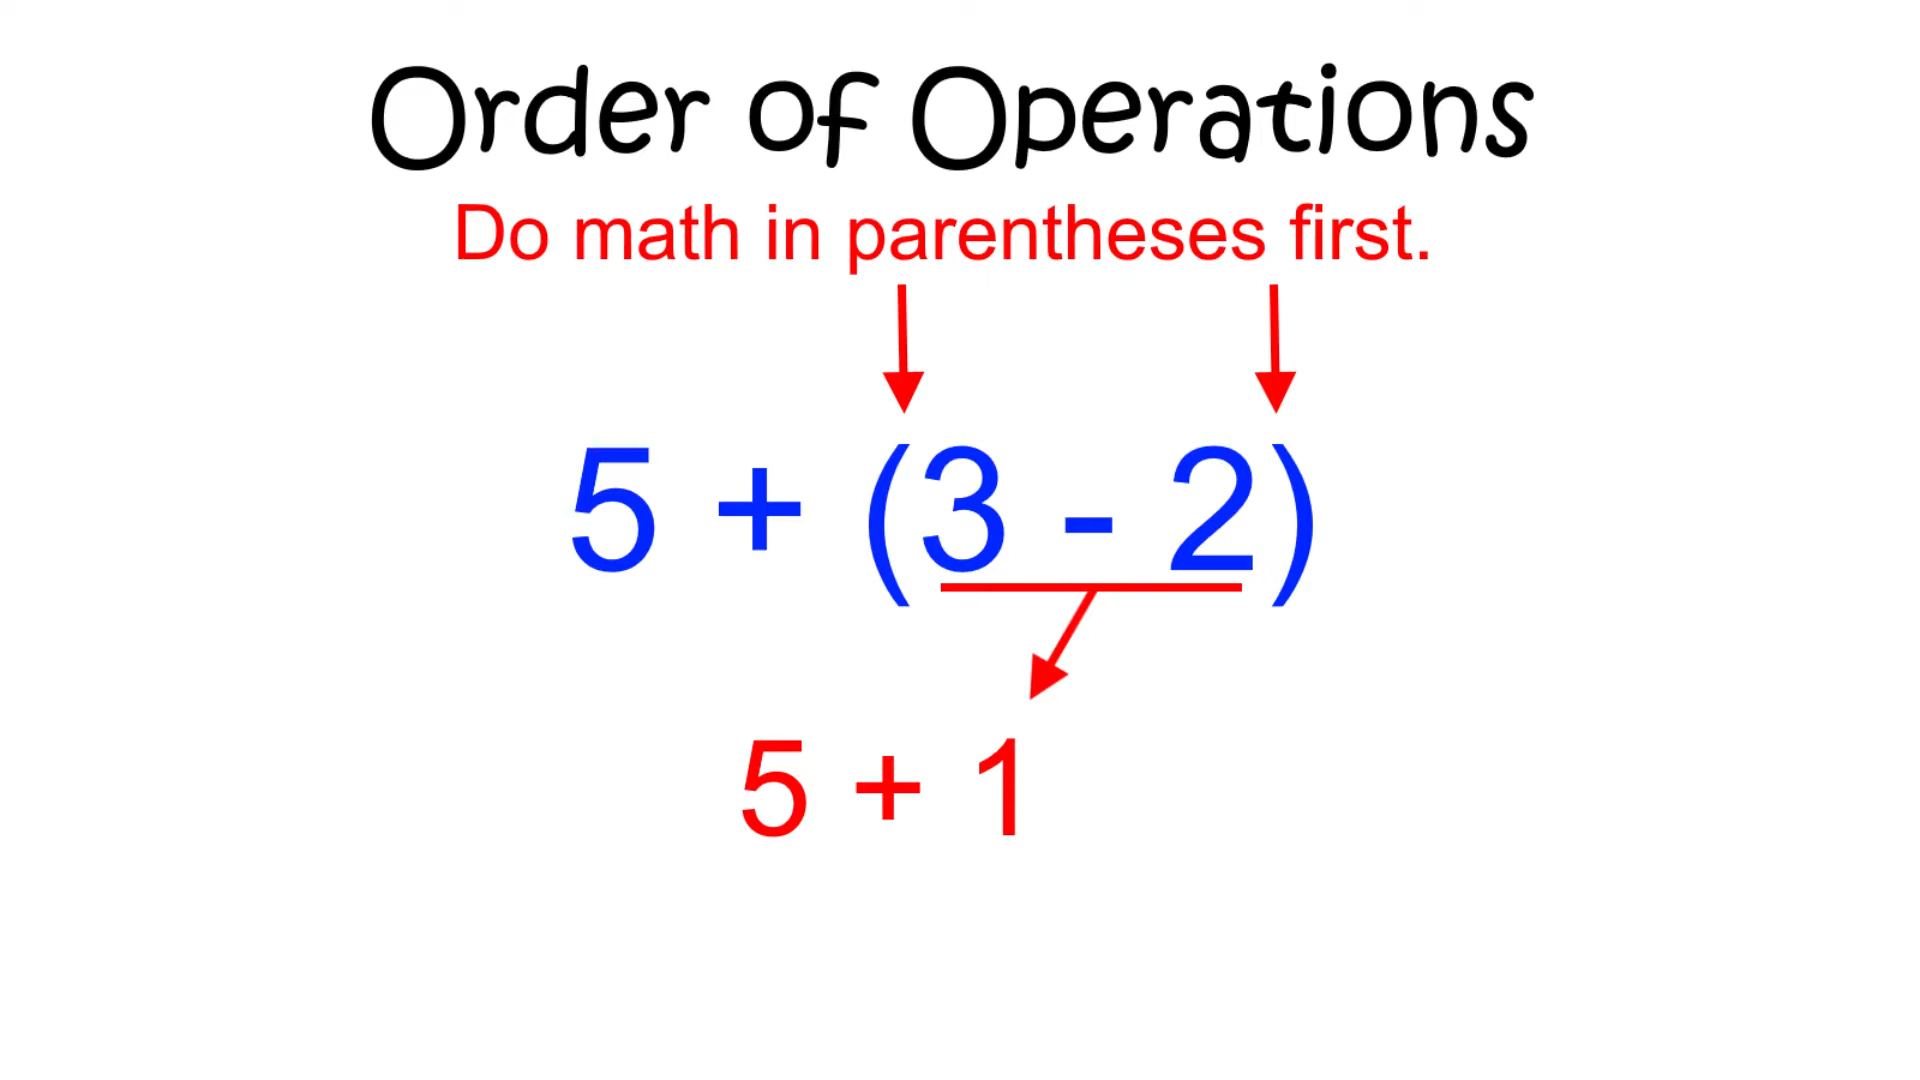 Order of Operations
Do math in parentheses first.
5 + (3 - 2)
5 + 1